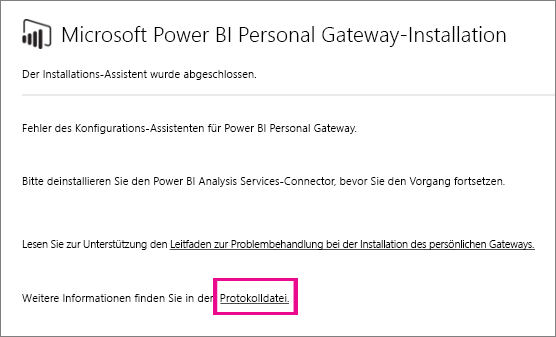 Microsoft Power BI Personal Gateway-Installation
Der Installations-Assistent wurde abgeschlossen.
Fehler des Konfigurations-Assistenten für Power BI Personal Gateway.
Bitte deinstallieren Sie den Power BI Analysis Services-Connector, bevor Sie den Vorgang fortsetzen.
Lesen Sie zur Unterstützung den Leitfaden zur Problembehandlung bei der Installation des persönlichen Gateways.
Weitere Informationen finden Sie in der Protokolldatei.